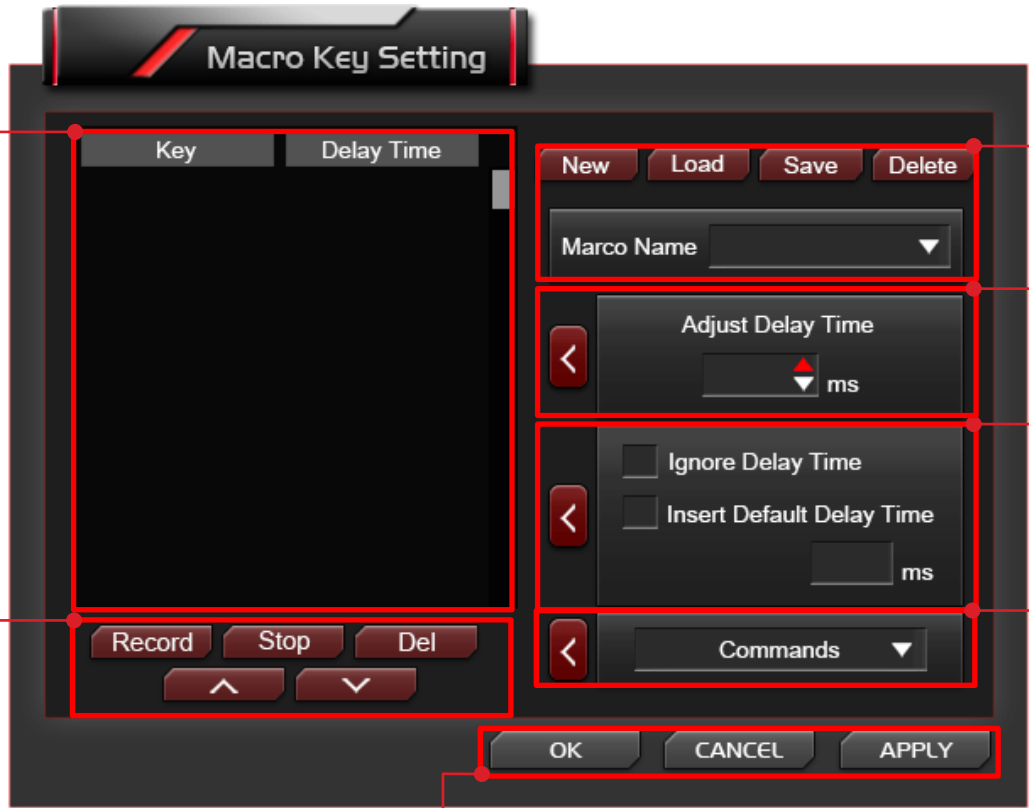 Macro Key Setting
Key Delay Time
New Load Save Delete
Marco Name
Adjust Delay Time
ms
Ignore Delay Time
Insert Default Delay Time
ms
Record Stop Del
Commands
OK CANCEL APPLY